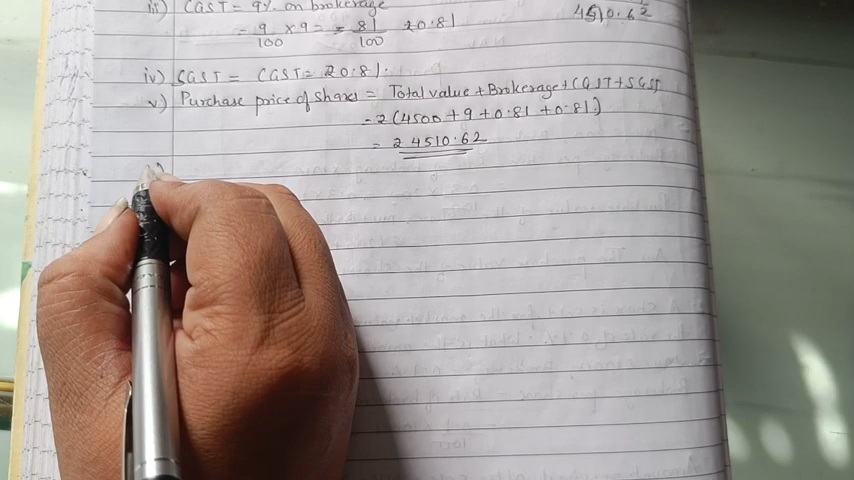 iii) CGST = 9% on brokerage
= 9/100 × 9 = = 81/100 ₹0.81
4510.62
iv) SGST = CGST = ₹0.81.
v) Purchase price of shares = Total value + Brokerage + CGST + SGST
= ₹(4500 + 9 + 0.81 + 0.81)
= ₹4510.62